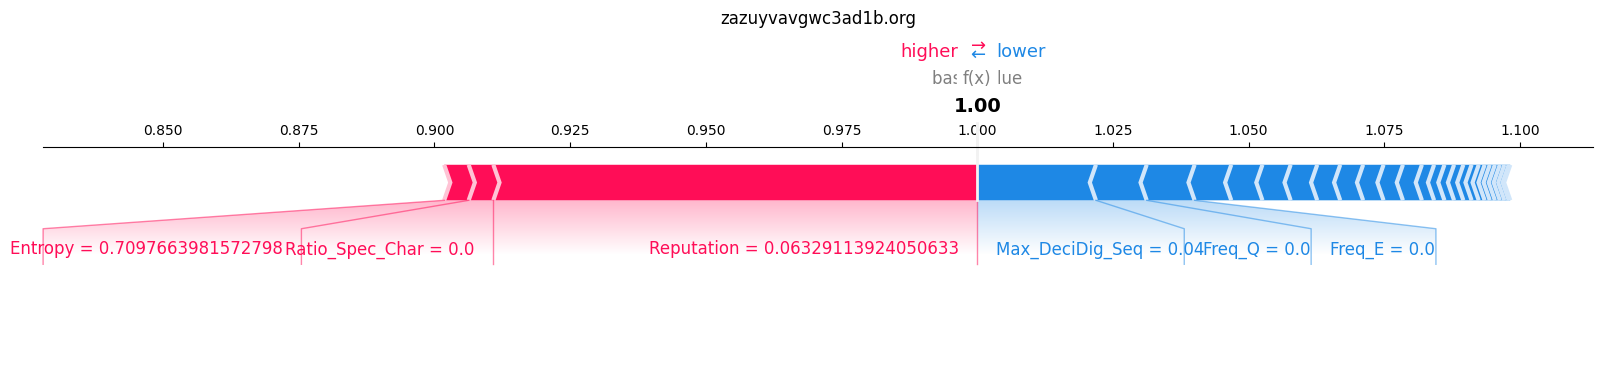 zazuyvavgwc3ad1b.org
higher ⇄ lower
f(x) lue
1.00
0.850 0.875 0.900 0.925 0.950 0.975 1.000 1.025 1.050 1.075 1.100
Entropy = 0.7097663981572798 Ratio_Spec_Char = 0.0 Reputation = 0.06329113924050633 Max_DeciDig_Seq = 0.04 Freq_Q = 0.0 Freq_E = 0.0